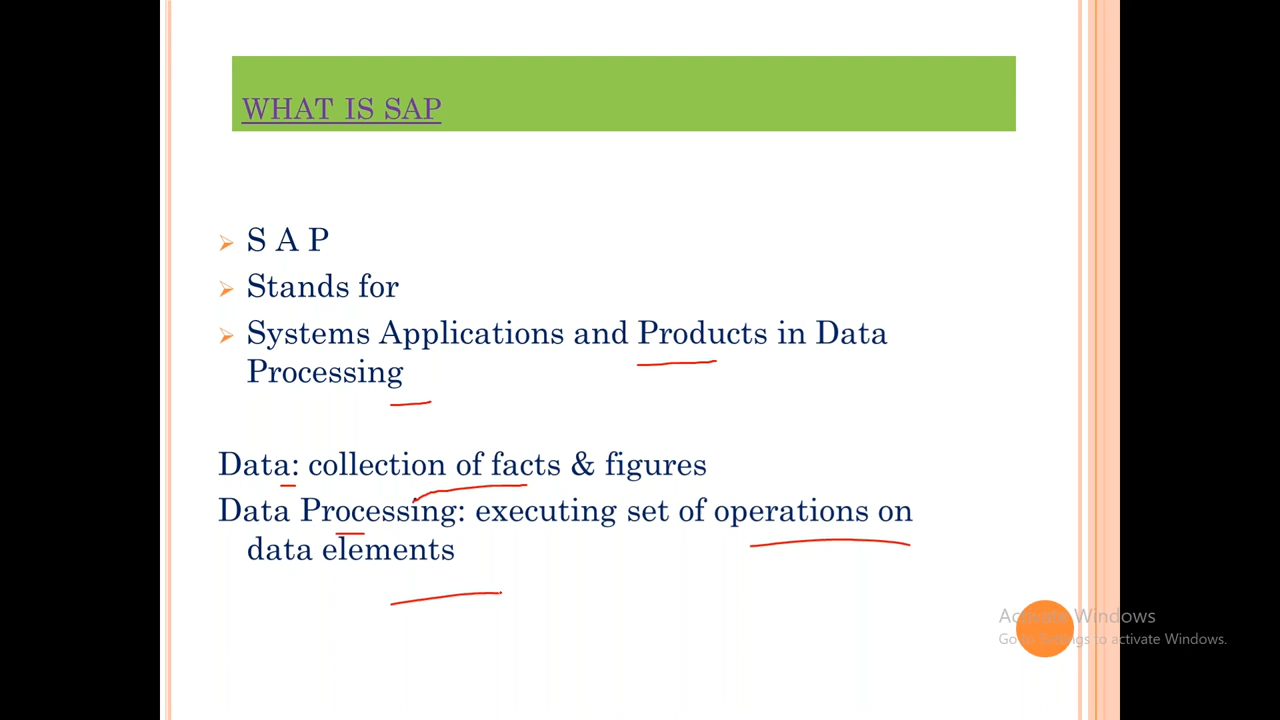 WHAT IS SAP
S A P
Stands for
Systems Applications and Products in Data
Processing
Data: collection of facts & figures
Data Processing: executing set of operations on
data elements
Activate Windows
Go to Settings to activate Windows.